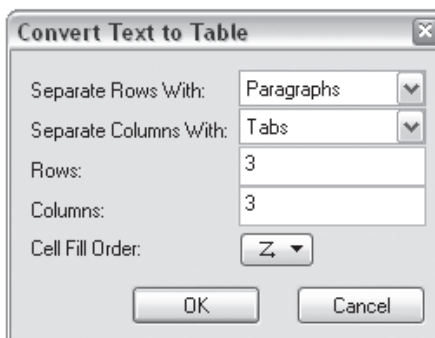 Convert Text to Table
Separate Rows With: Paragraphs
Separate Columns With: Tabs
Rows: 3
Columns: 3
Cell Fill Order:
OK Cancel